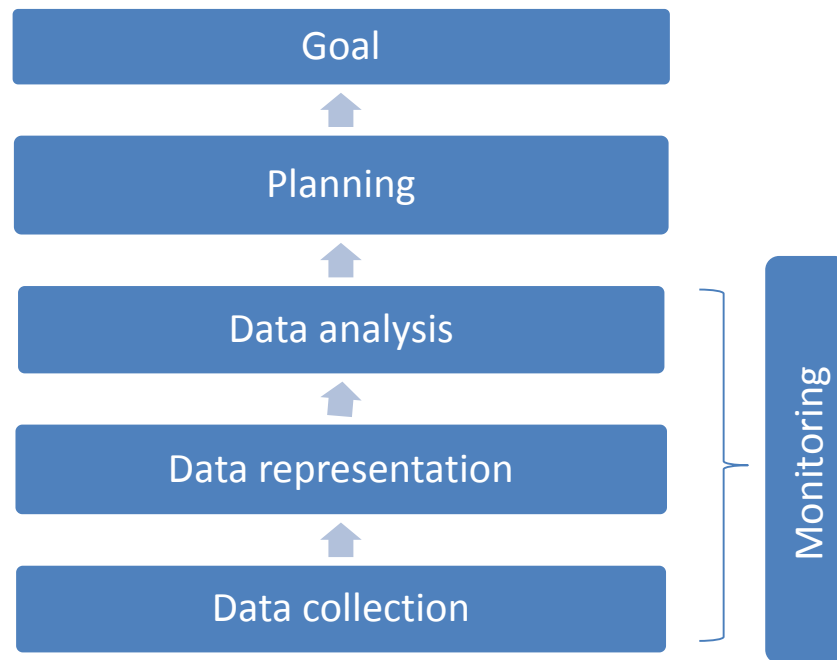 Goal
Planning
Data analysis
Data representation
Data collection
Monitoring